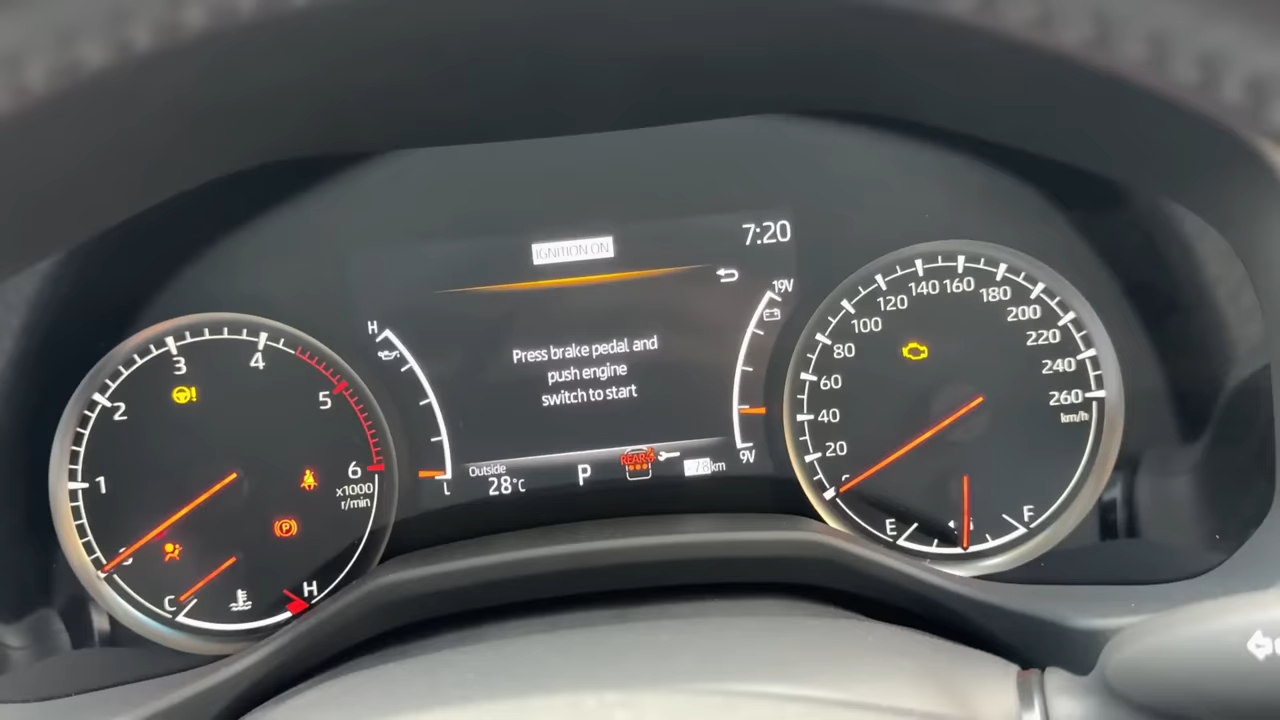 IGNITION ON
7:20
Press brake pedal and
push engine
switch to start
H
L
19V
9V
Outside
28°C
P
REAR
-78km
1
2
3
4
5
6
x1000
r/min
C
H
20
40
60
80
100
120
140
160
180
200
220
240
260
km/h
E
F